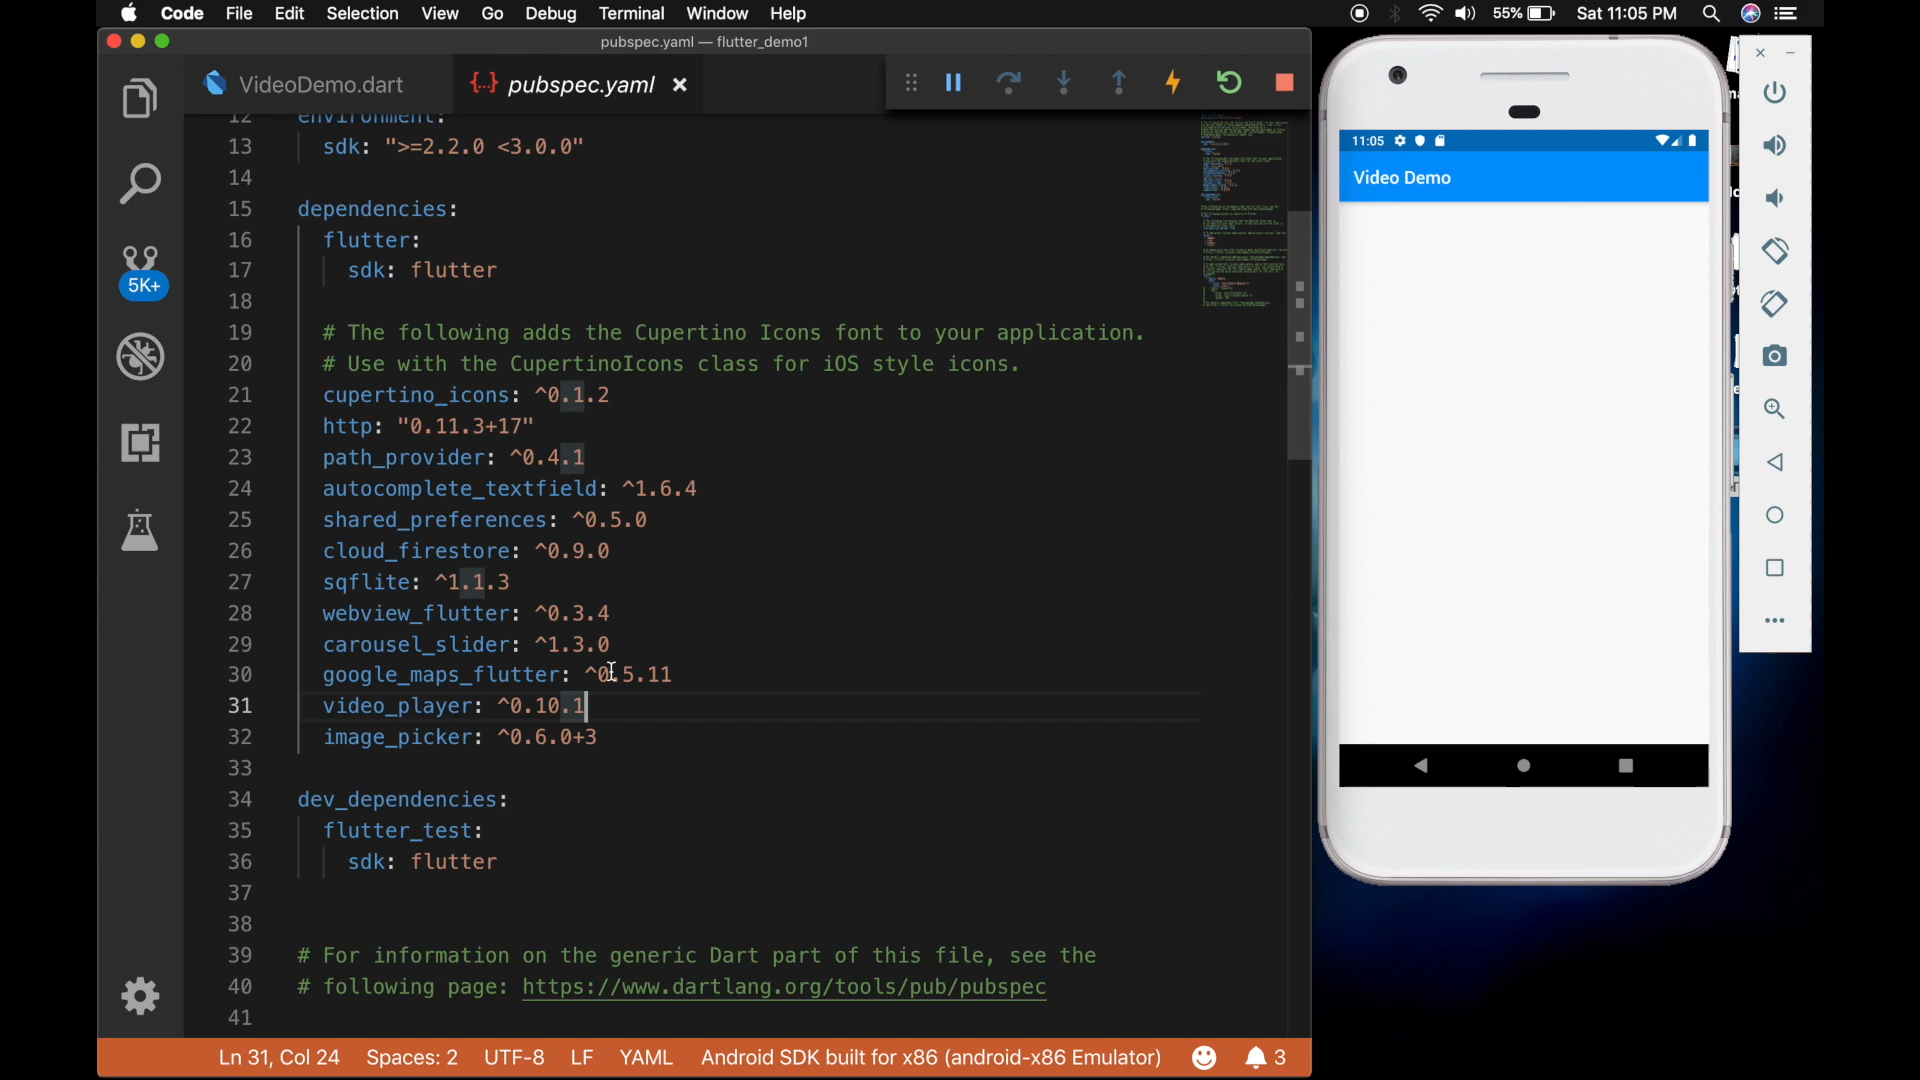 Code File Edit Selection View Go Debug Terminal Window Help 55% Sat 11:05 PM
pubspec.yaml — flutter_demo1
VideoDemo.dart {··} pubspec.yaml ×
5K+
12 environment:
13 sdk: ">=2.2.0 <3.0.0"
14
15 dependencies:
16 flutter:
17 sdk: flutter
18
19 # The following adds the Cupertino Icons font to your application.
20 # Use with the CupertinoIcons class for iOS style icons.
21 cupertino_icons: ^0.1.2
22 http: "0.11.3+17"
23 path_provider: ^0.4.1
24 autocomplete_textfield: ^1.6.4
25 shared_preferences: ^0.5.0
26 cloud_firestore: ^0.9.0
27 sqflite: ^1.1.3
28 webview_flutter: ^0.3.4
29 carousel_slider: ^1.3.0
30 google_maps_flutter: ^0.5.11
31 video_player: ^0.10.1
32 image_picker: ^0.6.0+3
33
34 dev_dependencies:
35 flutter_test:
36 sdk: flutter
37
38
39 # For information on the generic Dart part of this file, see the
40 # following page: https://www.dartlang.org/tools/pub/pubspec
41
Ln 31, Col 24 Spaces: 2 UTF-8 LF YAML Android SDK built for x86 (android-x86 Emulator) 3
11:05
Video Demo